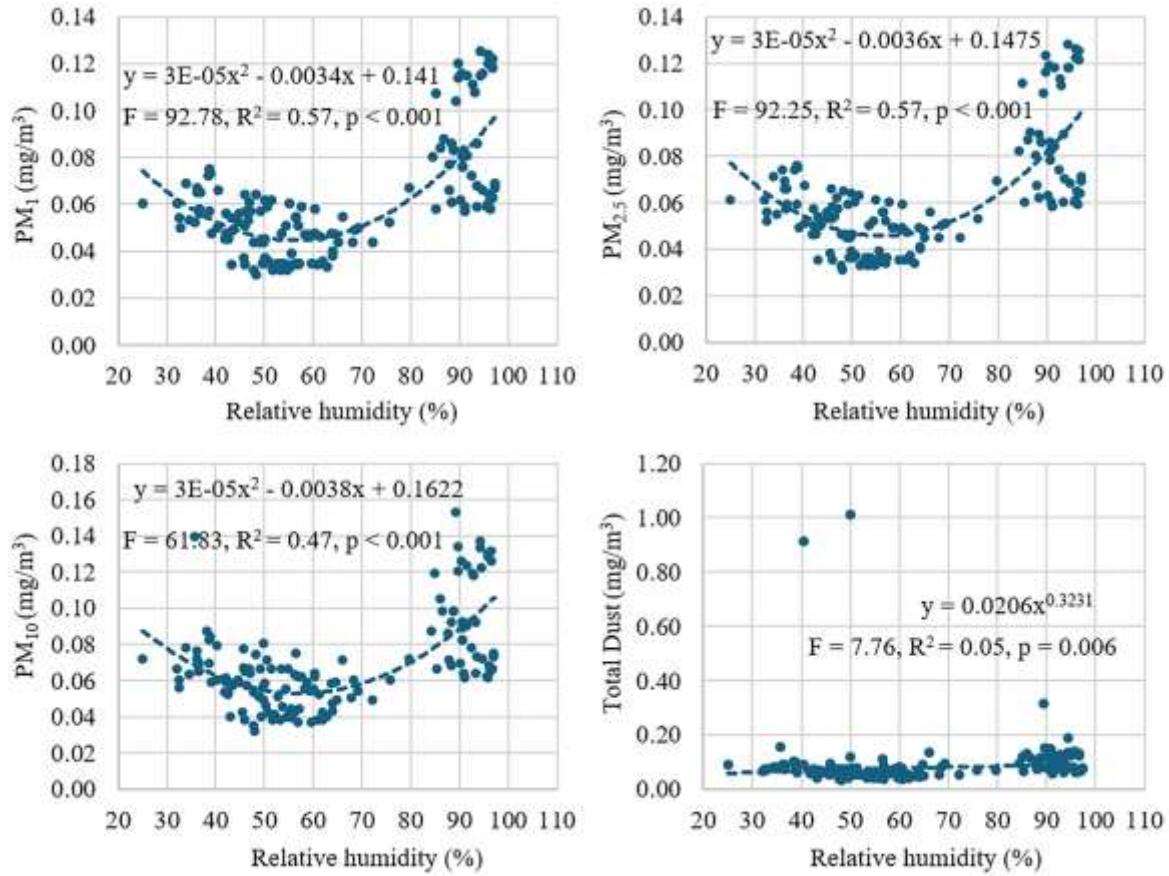 0.14
0.12
0.10
0.08
0.06
0.04
0.02
0.00
PM₁ (mg/m³)
y = 3E-05x² - 0.0034x + 0.141
F = 92.78, R² = 0.57, p < 0.001
20 30 40 50 60 70 80 90 100 110
Relative humidity (%)
0.14
0.12
0.10
0.08
0.06
0.04
0.02
0.00
PM₂.₅ (mg/m³)
y = 3E-05x² - 0.0036x + 0.1475
F = 92.25, R² = 0.57, p < 0.001
20 30 40 50 60 70 80 90 100 110
Relative humidity (%)
0.18
0.16
0.14
0.12
0.10
0.08
0.06
0.04
0.02
0.00
PM₁₀ (mg/m³)
y = 3E-05x² - 0.0038x + 0.1622
F = 61.83, R² = 0.47, p < 0.001
20 30 40 50 60 70 80 90 100 110
Relative humidity (%)
1.20
1.00
0.80
0.60
0.40
0.20
0.00
Total Dust (mg/m³)
y = 0.0206x⁰·³²³¹
F = 7.76, R² = 0.05, p = 0.006
20 30 40 50 60 70 80 90 100 110
Relative humidity (%)